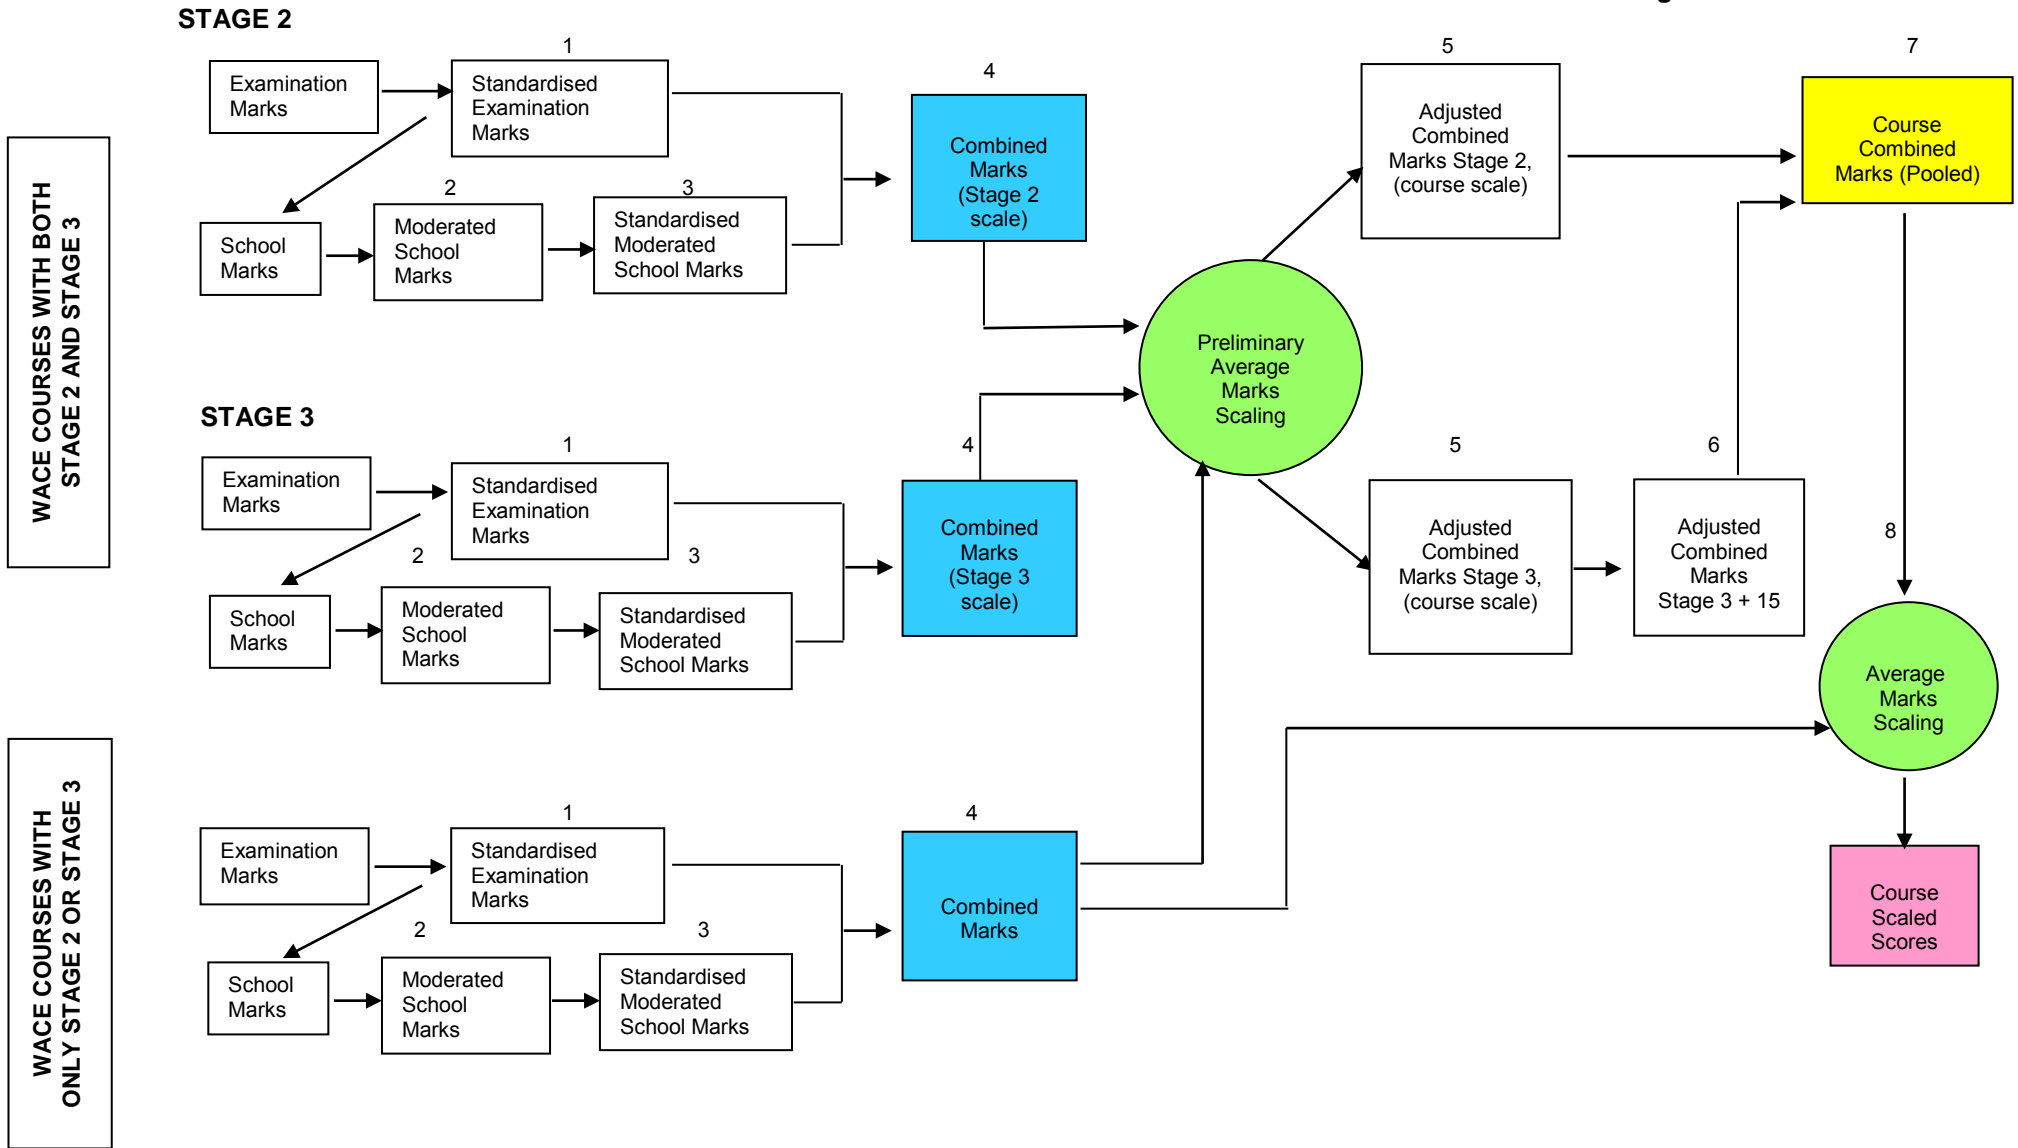 STAGE 2
WACE COURSES WITH BOTH
STAGE 2 AND STAGE 3
Examination
Marks
1
Standardised
Examination
Marks
School
Marks
2
Moderated
School
Marks
3
Standardised
Moderated
School Marks
4
Combined
Marks
(Stage 2
scale)
Preliminary
Average
Marks
Scaling
5
Adjusted
Combined
Marks Stage 2,
(course scale)
7
Course
Combined
Marks (Pooled)
STAGE 3
Examination
Marks
1
Standardised
Examination
Marks
School
Marks
2
Moderated
School
Marks
3
Standardised
Moderated
School Marks
4
Combined
Marks
(Stage 3
scale)
5
Adjusted
Combined
Marks Stage 3,
(course scale)
6
Adjusted
Combined
Marks
Stage 3 + 15
8
Average
Marks
Scaling
WACE COURSES WITH
ONLY STAGE 2 OR STAGE 3
Examination
Marks
1
Standardised
Examination
Marks
School
Marks
2
Moderated
School
Marks
3
Standardised
Moderated
School Marks
4
Combined
Marks
Course
Scaled
Scores